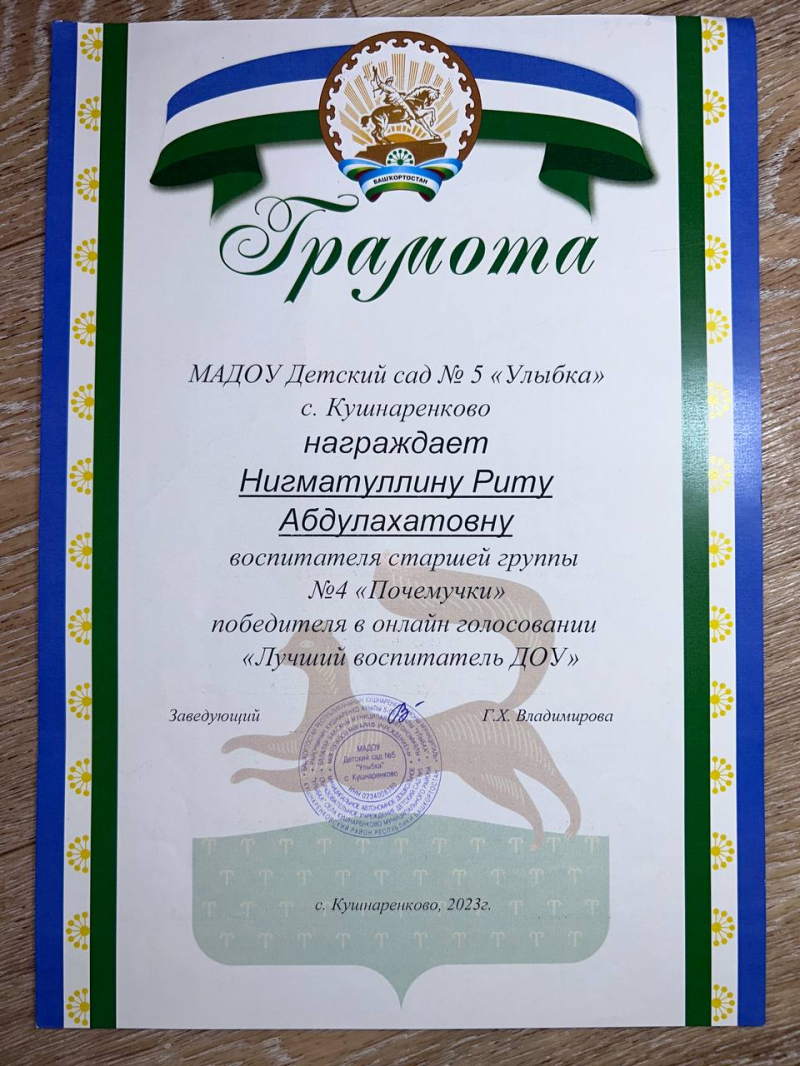 БАШҠОРТОСТАН
Грамота
МАДОУ Детский сад № 5 «Улыбка»
с. Кушнаренково
награждает
Нигматуллину Риту
Абдулахатовну
воспитателя старшей группы
№4 «Почемучки»
победителя в онлайн голосовании
«Лучший воспитатель ДОУ»
Заведующий
Г.Х. Владимирова
МАДОУ
Детский сад №5
"Улыбка"
с. Кушнаренково
с. Кушнаренково, 2023г.